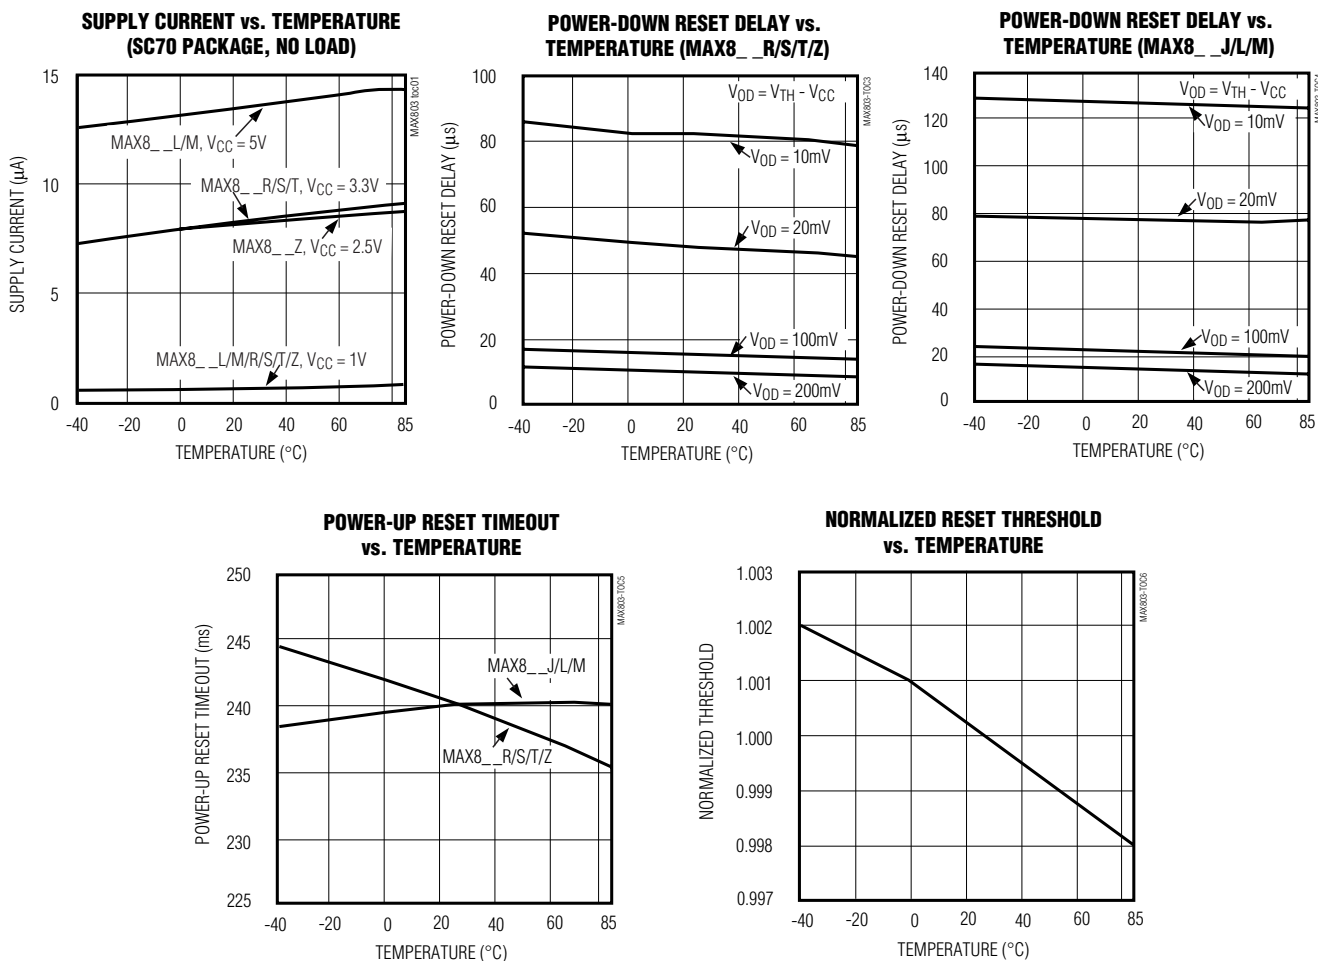 SUPPLY CURRENT vs. TEMPERATURE
(SC70 PACKAGE, NO LOAD)
15
10
5
0
SUPPLY CURRENT (µA)
MAX8_ _L/M, VCC = 5V
MAX8_ _R/S/T, VCC = 3.3V
MAX8_ _Z, VCC = 2.5V
MAX8_ _L/M/R/S/T/Z, VCC = 1V
MAX803 toc01
-40 -20 0 20 40 60 85
TEMPERATURE (°C)
POWER-DOWN RESET DELAY vs.
TEMPERATURE (MAX8_ _R/S/T/Z)
100
80
60
40
20
0
POWER-DOWN RESET DELAY (µs)
VOD = VTH - VCC
VOD = 10mV
VOD = 20mV
VOD = 100mV
VOD = 200mV
MAX803-TOC3
-40 -20 0 20 40 60 85
TEMPERATURE (°C)
POWER-DOWN RESET DELAY vs.
TEMPERATURE (MAX8_ _J/L/M)
140
120
100
80
60
40
20
0
POWER-DOWN RESET DELAY (µs)
VOD = VTH - VCC
VOD = 10mV
VOD = 20mV
VOD = 100mV
VOD = 200mV
-40 -20 0 20 40 60 85
TEMPERATURE (°C)
POWER-UP RESET TIMEOUT
vs. TEMPERATURE
250
245
240
235
230
225
POWER-UP RESET TIMEOUT (ms)
MAX8_ _J/L/M
MAX8_ _R/S/T/Z
MAX803-TOC5
-40 -20 0 20 40 60 85
TEMPERATURE (°C)
NORMALIZED RESET THRESHOLD
vs. TEMPERATURE
1.003
1.002
1.001
1.000
0.999
0.998
0.997
NORMALIZED THRESHOLD
MAX803-TOC6
-40 -20 0 20 40 60 85
TEMPERATURE (°C)